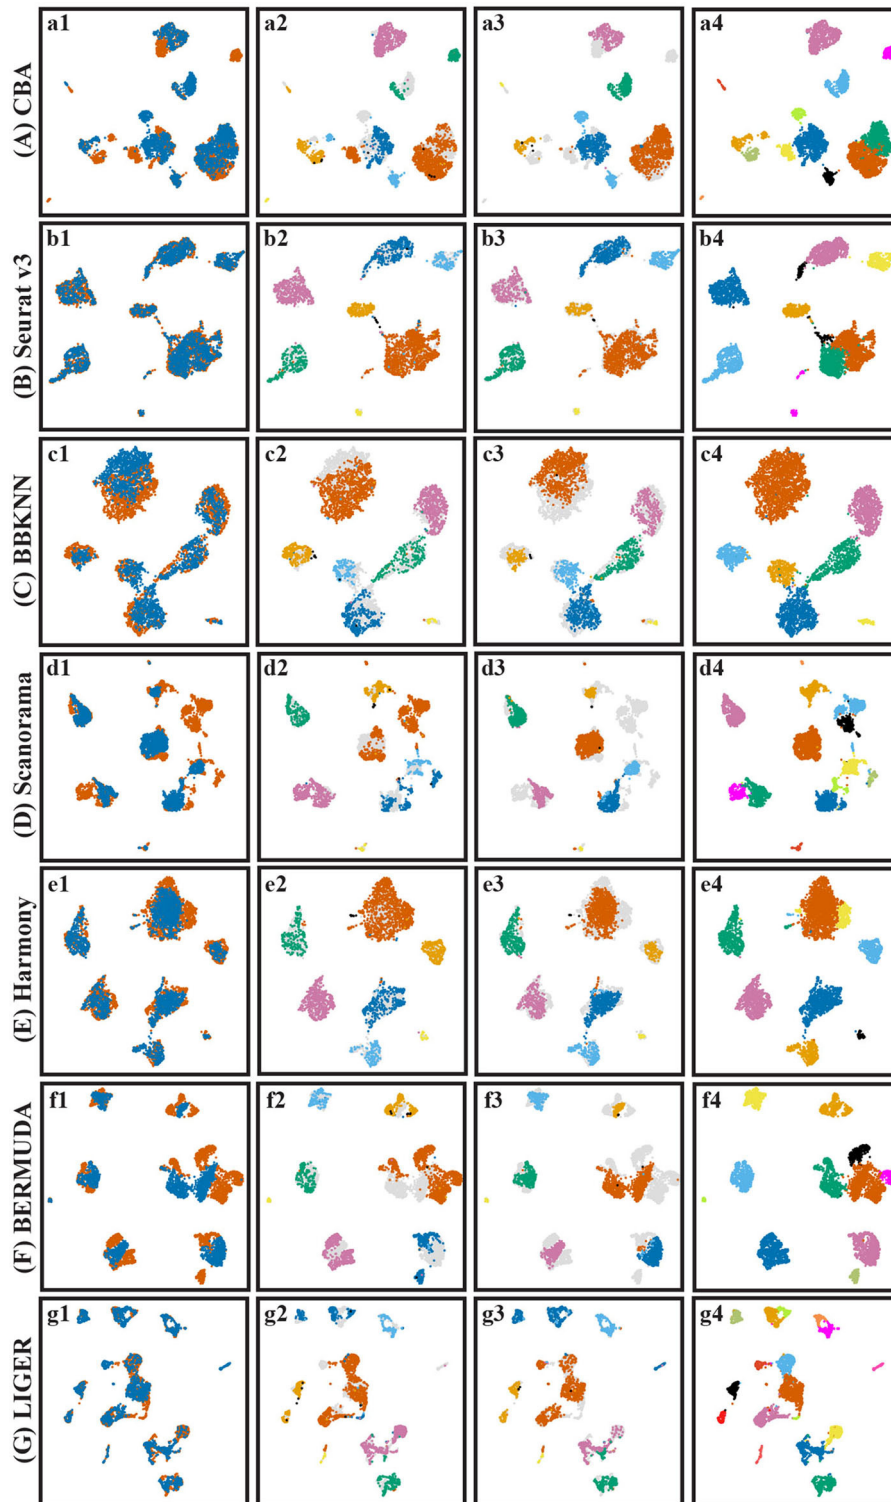 (A) CBA
a1 a2 a3 a4
(B) Seurat v3
b1 b2 b3 b4
(C) BBKNN
c1 c2 c3 c4
(D) Scanorama
d1 d2 d3 d4
(E) Harmony
e1 e2 e3 e4
(F) BERMUDA
f1 f2 f3 f4
(G) LIGER
g1 g2 g3 g4